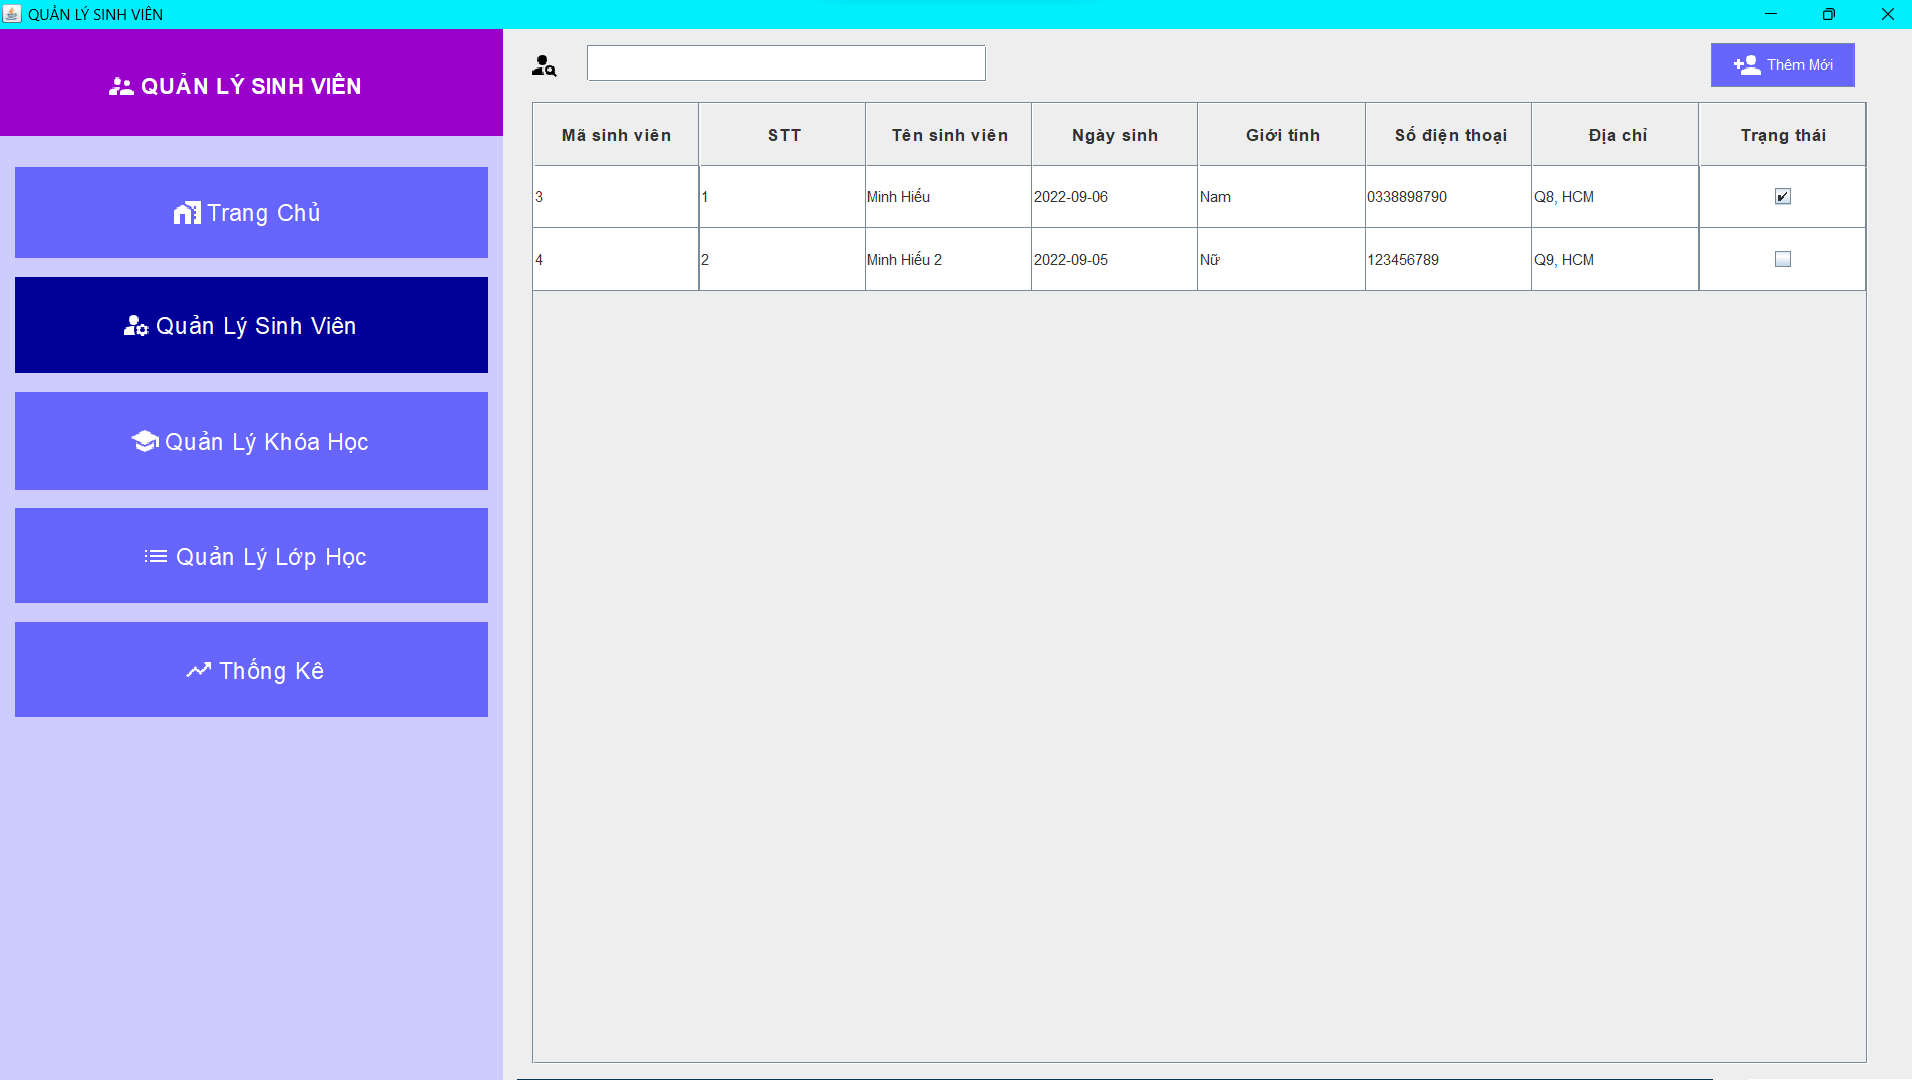 QUẢN LÝ SINH VIÊN
QUẢN LÝ SINH VIÊN
Trang Chủ
Quản Lý Sinh Viên
Quản Lý Khóa Học
Quản Lý Lớp Học
Thống Kê
Thêm Mới
Mã sinh viên STT Tên sinh viên Ngày sinh Giới tính Số điện thoại Địa chỉ Trạng thái
3 1 Minh Hiếu 2022-09-06 Nam 0338898790 Q8, HCM
4 2 Minh Hiếu 2 2022-09-05 Nữ 123456789 Q9, HCM